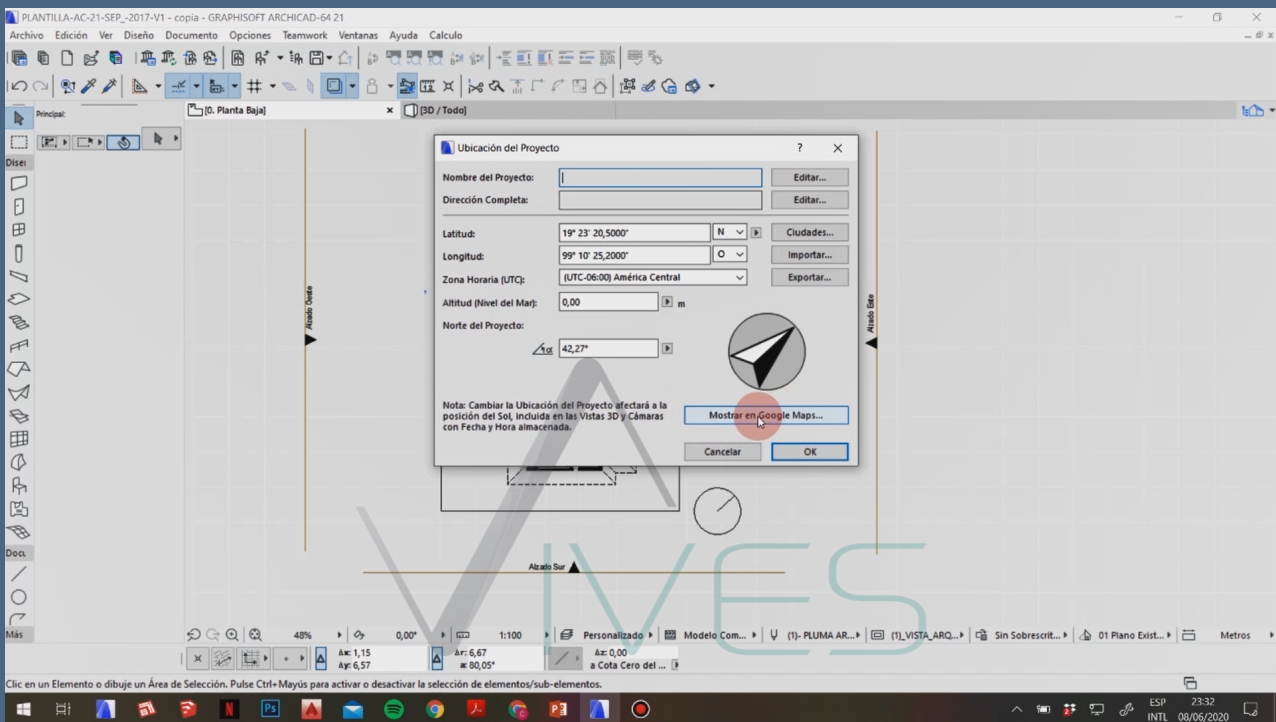 PLANTILLA-AC-21-SEP_-2017-V1 - copia - GRAPHISOFT ARCHICAD-64 21
Archivo Edición Ver Diseño Documento Opciones Teamwork Ventanas Ayuda Calculo
Principal:
[0. Planta Baja]
[3D / Todo]
Diser
Ubicación del Proyecto
Nombre del Proyecto:
Editar...
Dirección Completa:
Editar...
Latitud: 19° 23' 20,5000" N Ciudades...
Longitud: 99° 10' 25,2000" O Importar...
Zona Horaria (UTC): (UTC-06:00) América Central Exportar...
Altitud (Nivel del Mar): 0,00 m
Norte del Proyecto:
α 42,27°
Nota: Cambiar la Ubicación del Proyecto afectará a la
posición del Sol, incluida en las Vistas 3D y Cámaras
con Fecha y Hora almacenada.
Mostrar en Google Maps...
Cancelar OK
Alzado Oeste
Alzado Este
Alzado Sur
VIVES
Docu
Más
48% 0,00° 1:100 Personalizado Modelo Com... (1)- PLUMA AR... (1)_VISTA_ARQ... Sin Sobrescrit... 01 Plano Exist... Metros
Δx: 1,15 Δr: 6,67 Δz: 0,00
Δy: 6,57 α: 80,05° a Cota Cero del ...
Clic en un Elemento o dibuje un Área de Selección. Pulse Ctrl+Mayús para activar o desactivar la selección de elementos/sub-elementos.
ESP 23:32
INTL 08/06/2020